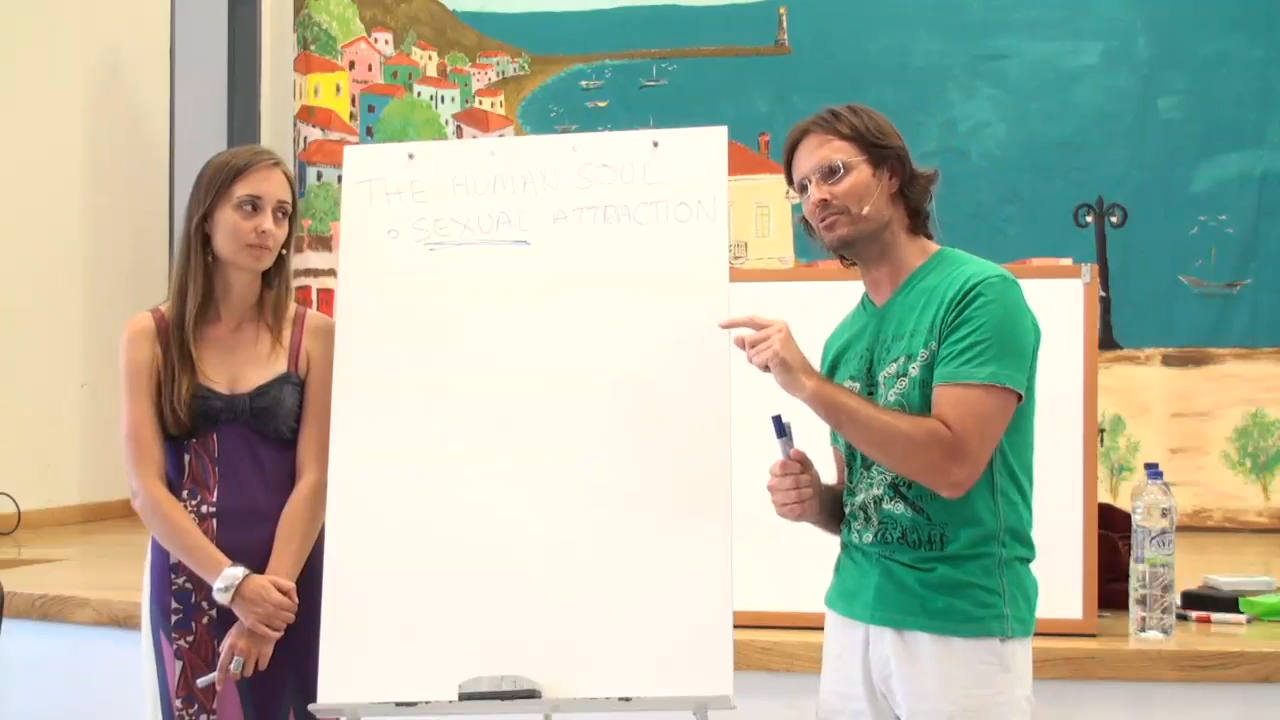 THE HUMAN SOUL
• SEXUAL ATTRACTION